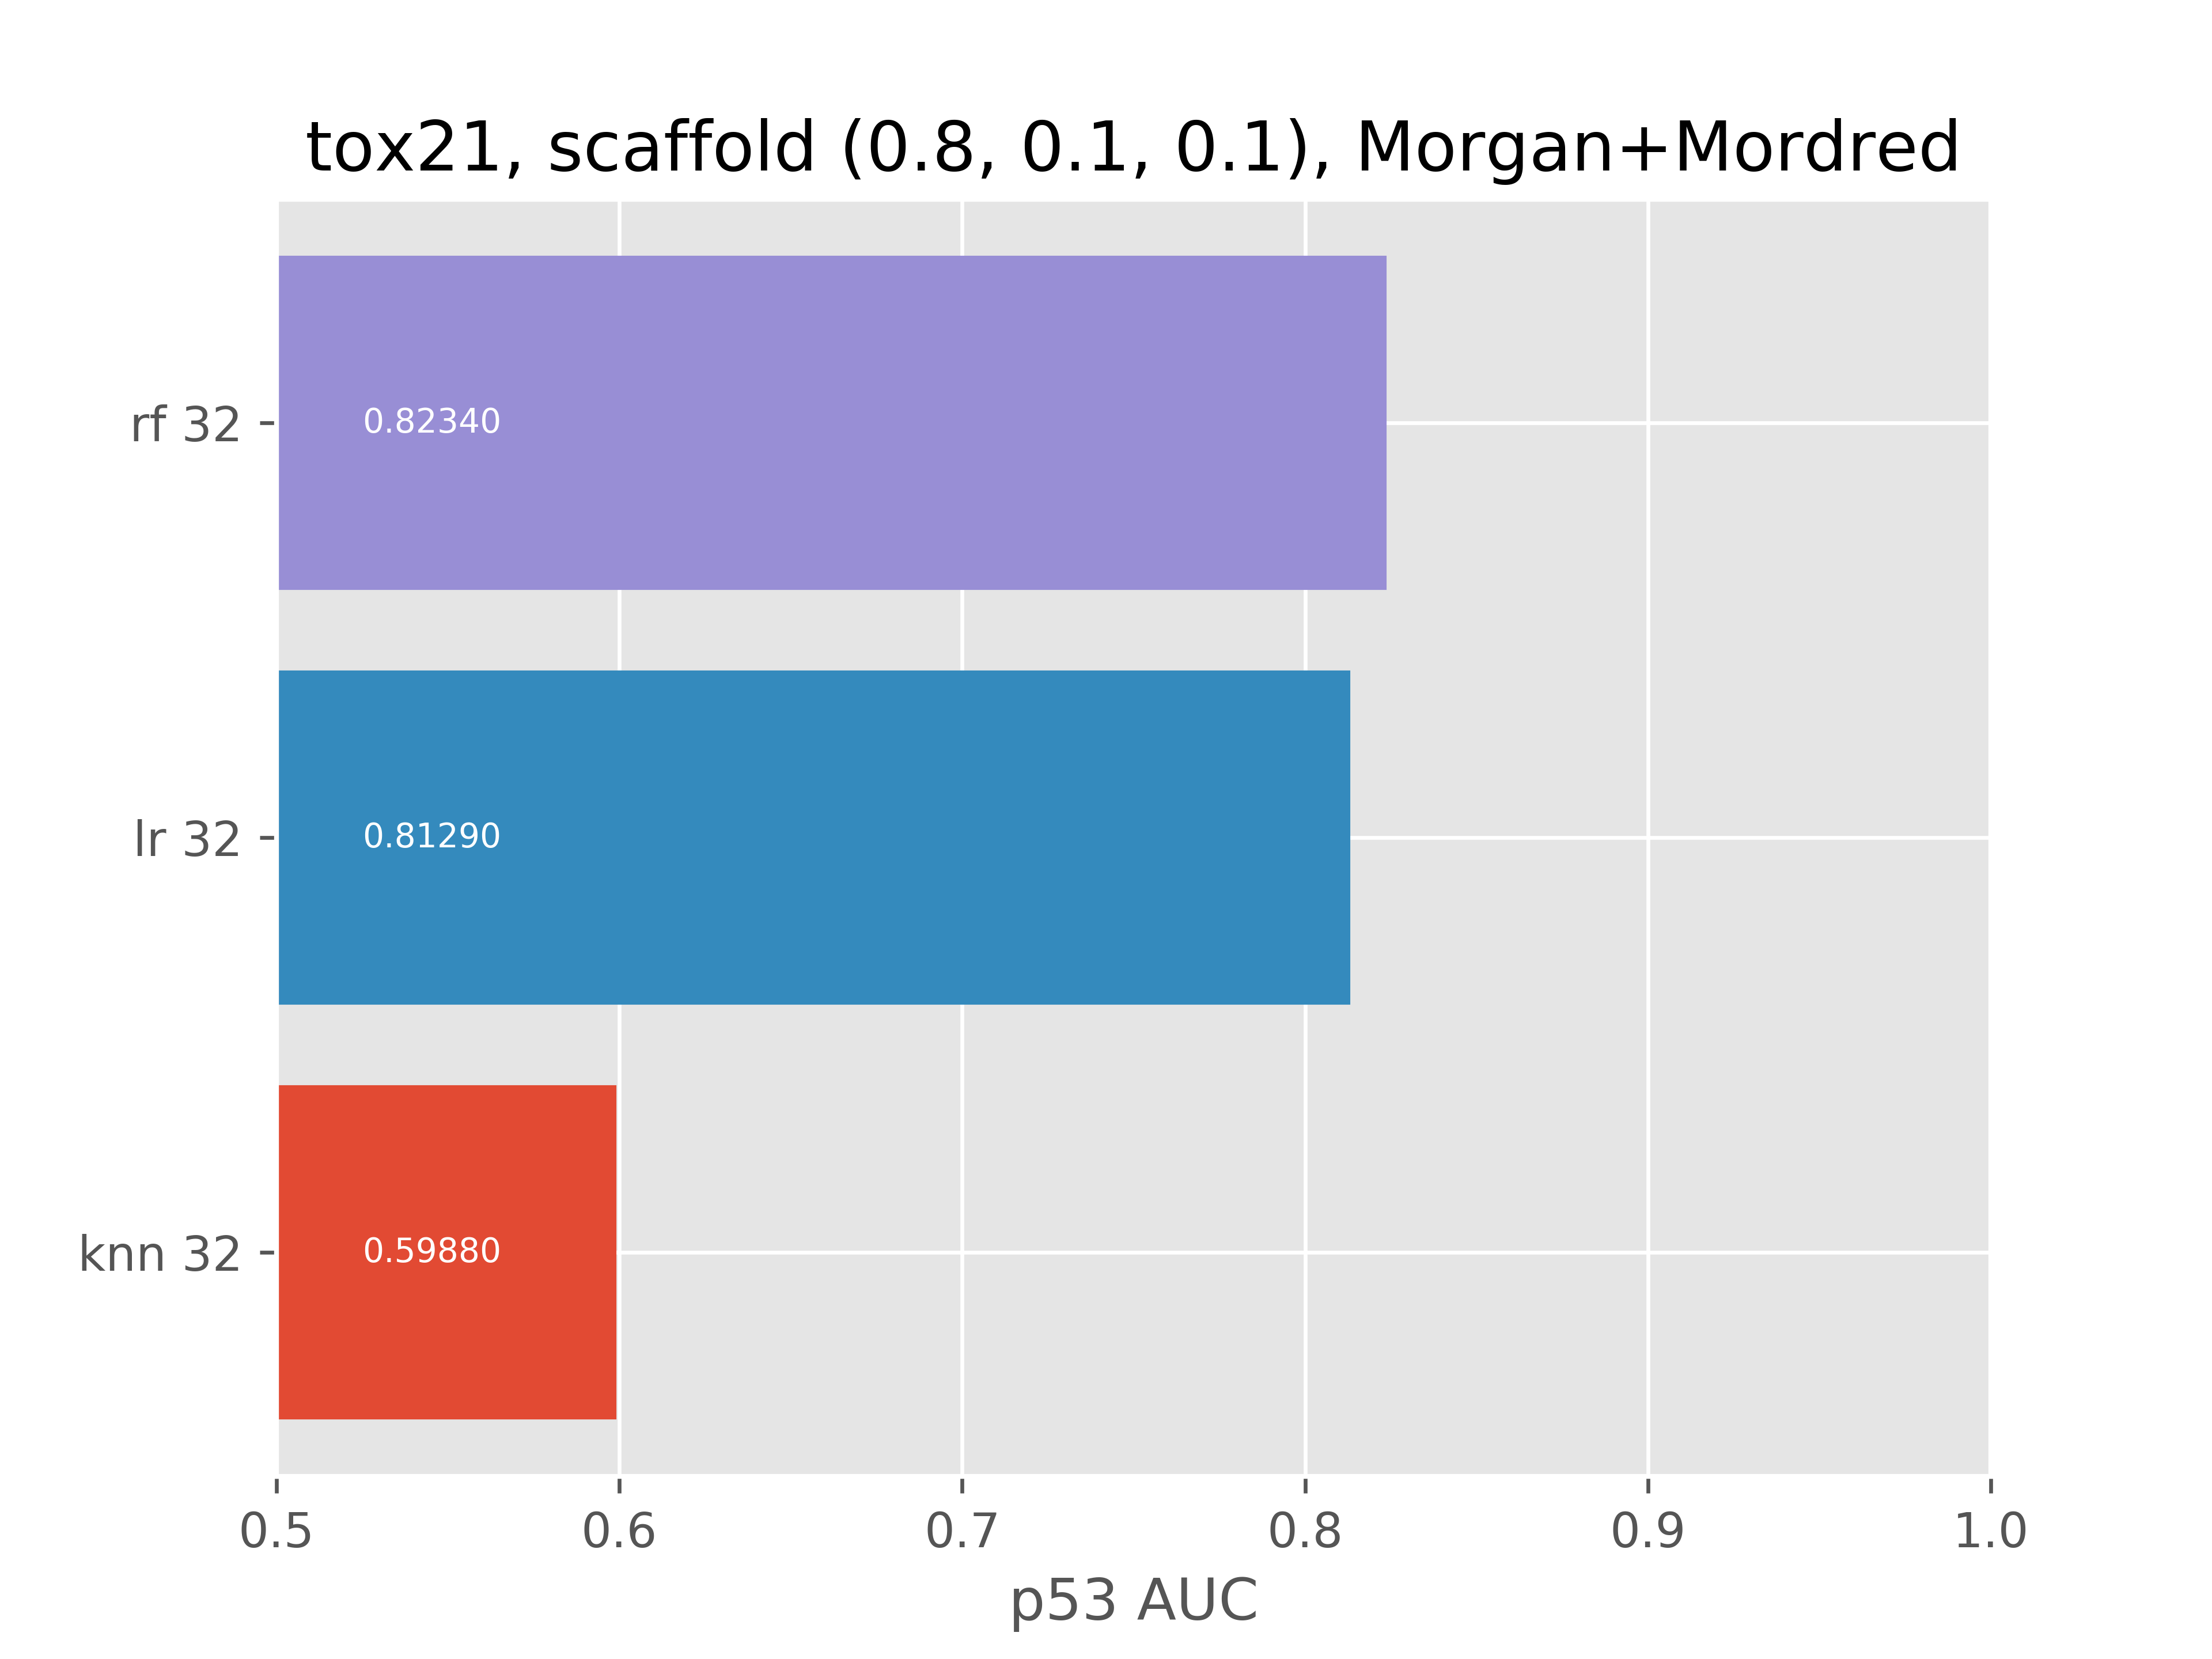 tox21, scaffold (0.8, 0.1, 0.1), Morgan+Mordred
rf 32
0.82340
lr 32
0.81290
knn 32
0.59880
0.5 0.6 0.7 0.8 0.9 1.0
p53 AUC